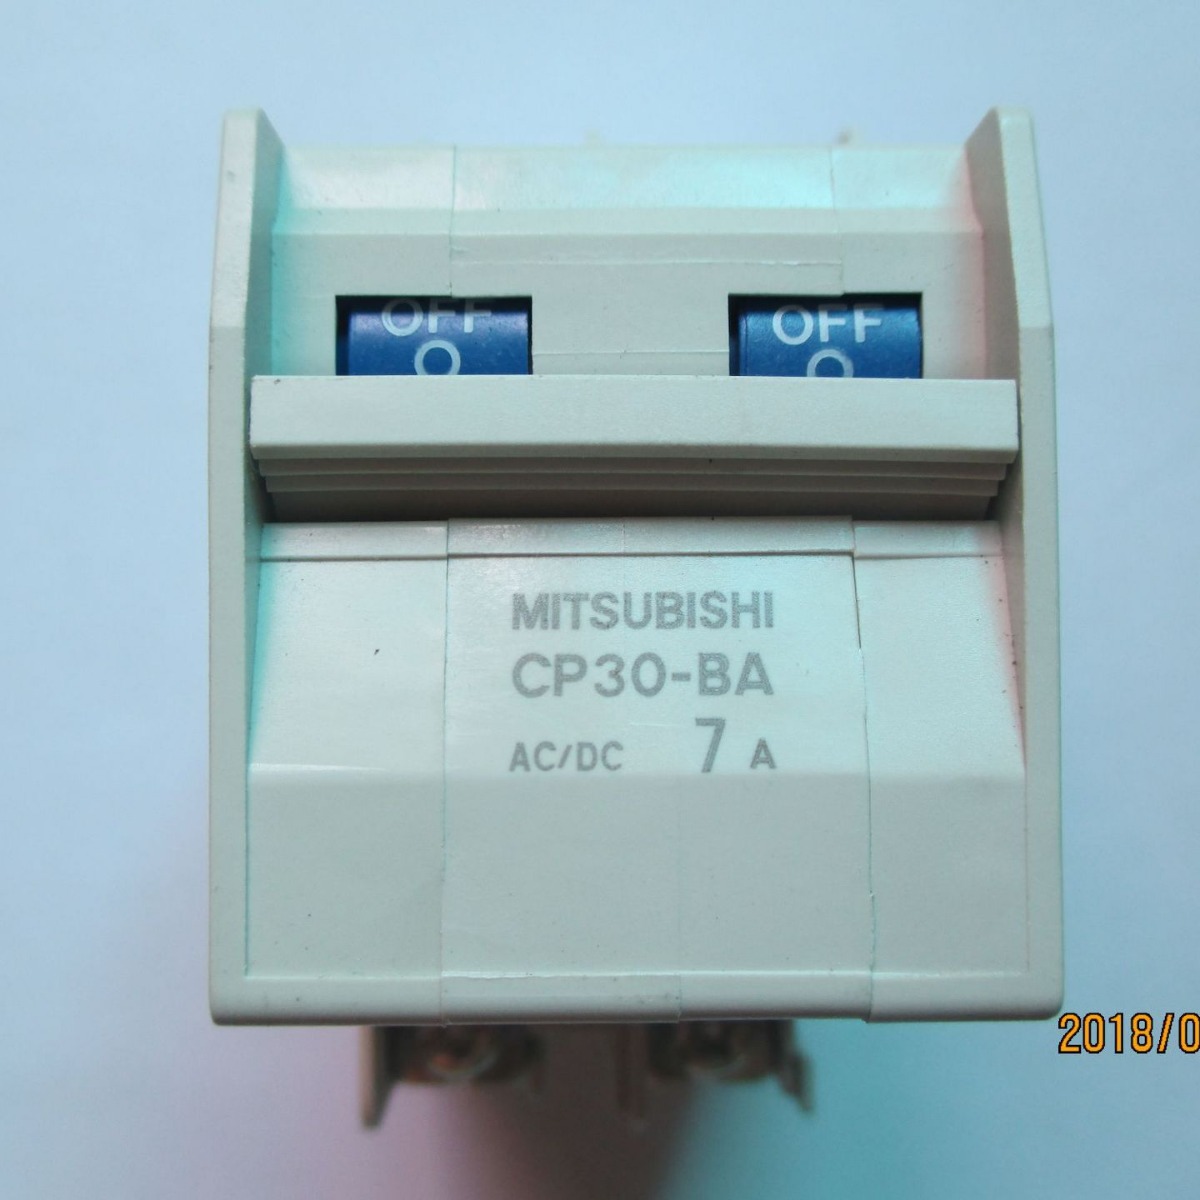 OFF OFF
O O
MITSUBISHI
CP30-BA
AC/DC 7 A
2018/0